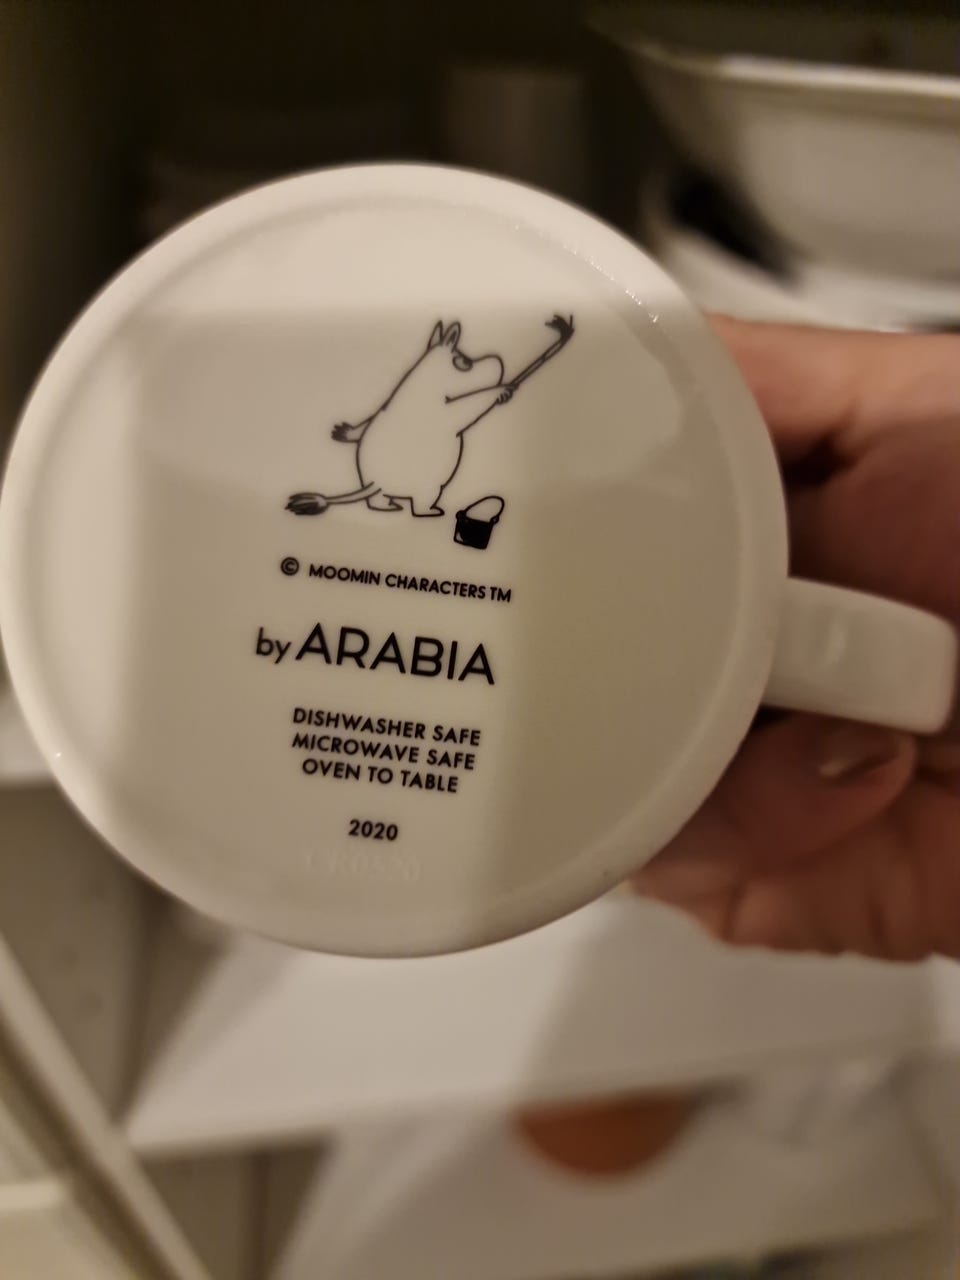 © MOOMIN CHARACTERS TM
by ARABIA
DISHWASHER SAFE
MICROWAVE SAFE
OVEN TO TABLE
2020